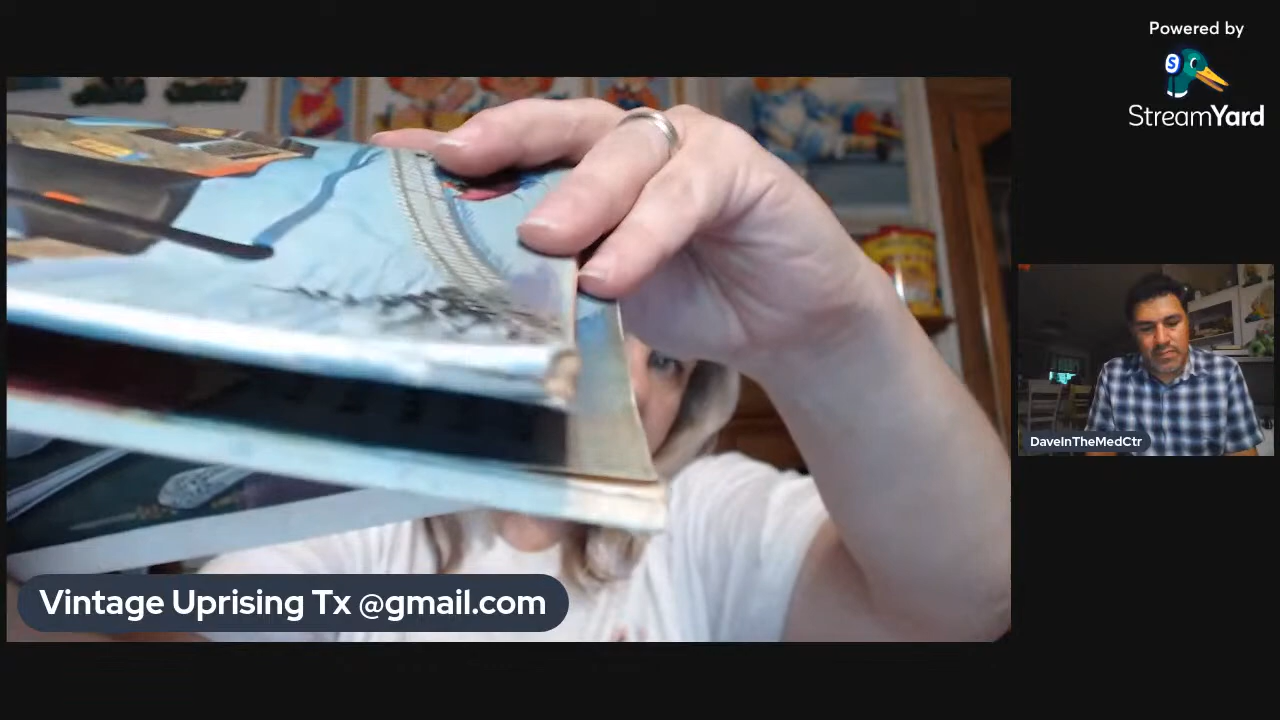 Powered by
StreamYard
DaveInTheMedCtr
Vintage Uprising Tx @gmail.com